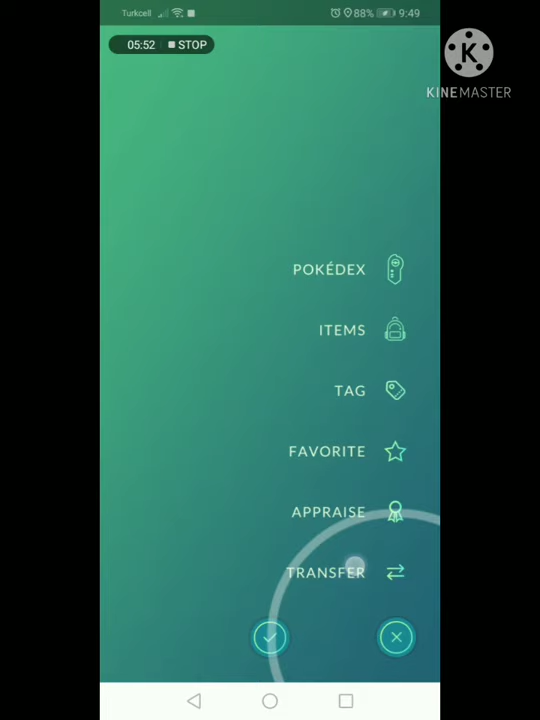 Turkcell 88% 9:49
05:52 STOP
K
KINEMASTER
POKÉDEX
ITEMS
TAG
FAVORITE
APPRAISE
TRANSFER